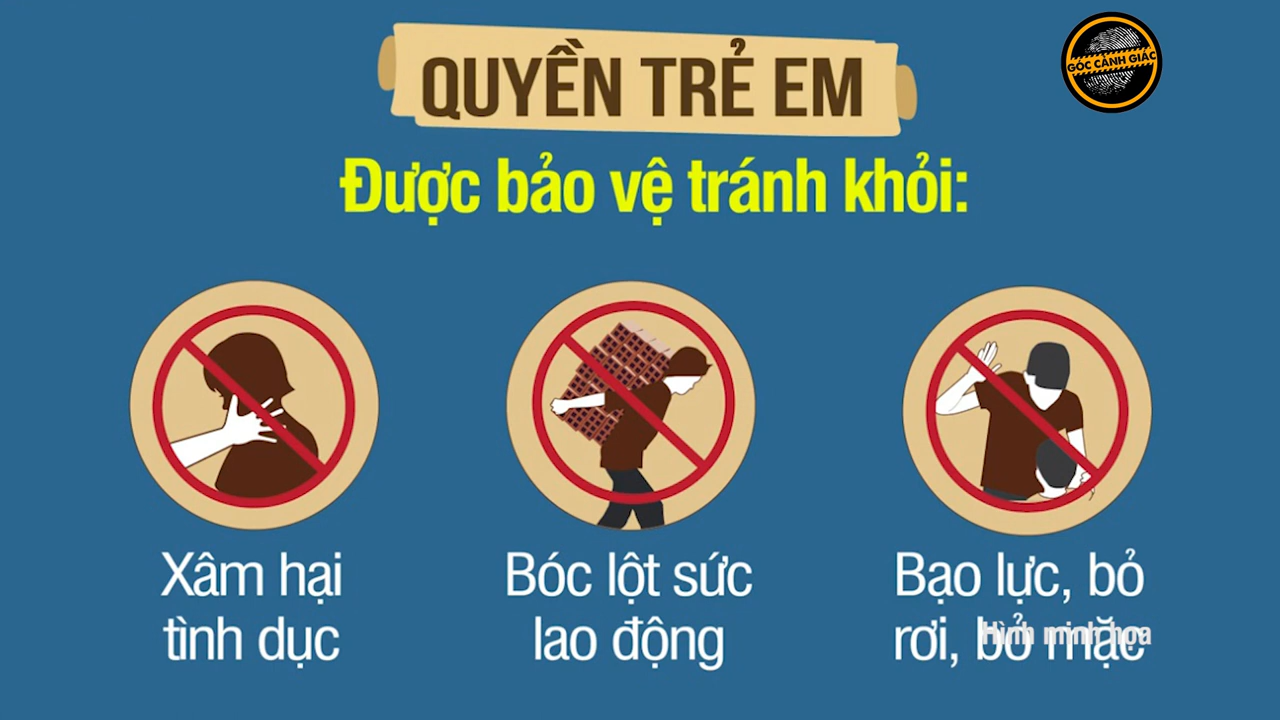 QUYỀN TRẺ EM
GÓC CẢNH GIÁC
Được bảo vệ tránh khỏi:
Xâm hại
tình dục
Bóc lột sức
lao động
Bạo lực, bỏ
rơi, bỏ mặc
Hình minh họa